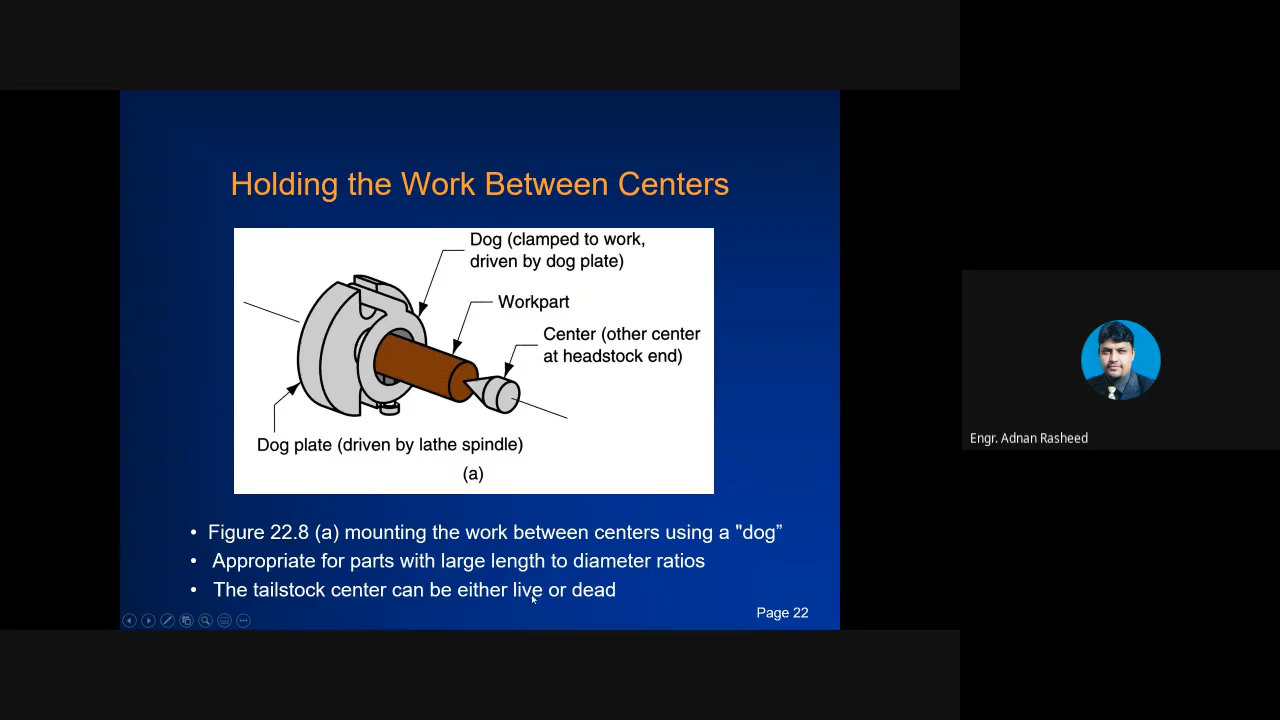 Holding the Work Between Centers
Dog (clamped to work,
driven by dog plate)
Workpart
Center (other center
at headstock end)
Dog plate (driven by lathe spindle)
(a)
• Figure 22.8 (a) mounting the work between centers using a "dog”
• Appropriate for parts with large length to diameter ratios
• The tailstock center can be either live or dead
Page 22
Engr. Adnan Rasheed